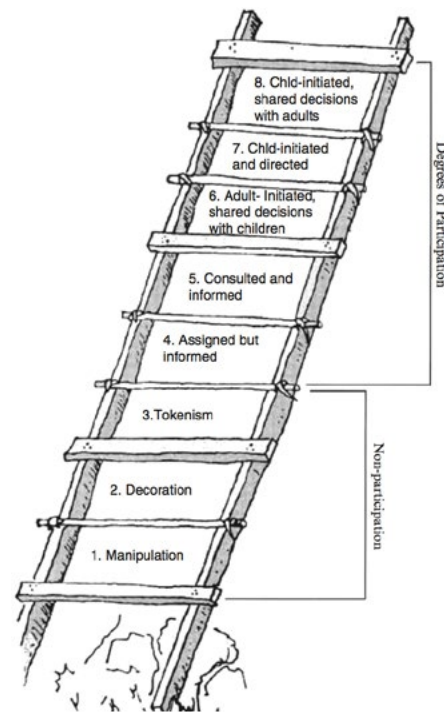 8. Chld-initiated,
shared decisions
with adults
7. Chld-initiated
and directed
6. Adult- Initiated,
shared decisions
with children
5. Consulted and
informed
4. Assigned but
informed
3.Tokenism
2. Decoration
1. Manipulation
Degrees of Participation
Non-participation